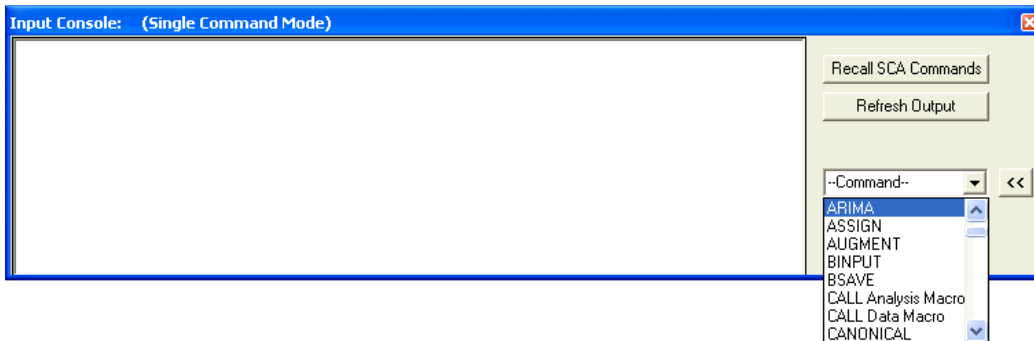 Input Console: (Single Command Mode)
Recall SCA Commands
Refresh Output
--Command--
<<
ARIMA
ASSIGN
AUGMENT
BINPUT
BSAVE
CALL Analysis Macro
CALL Data Macro
CANONICAL